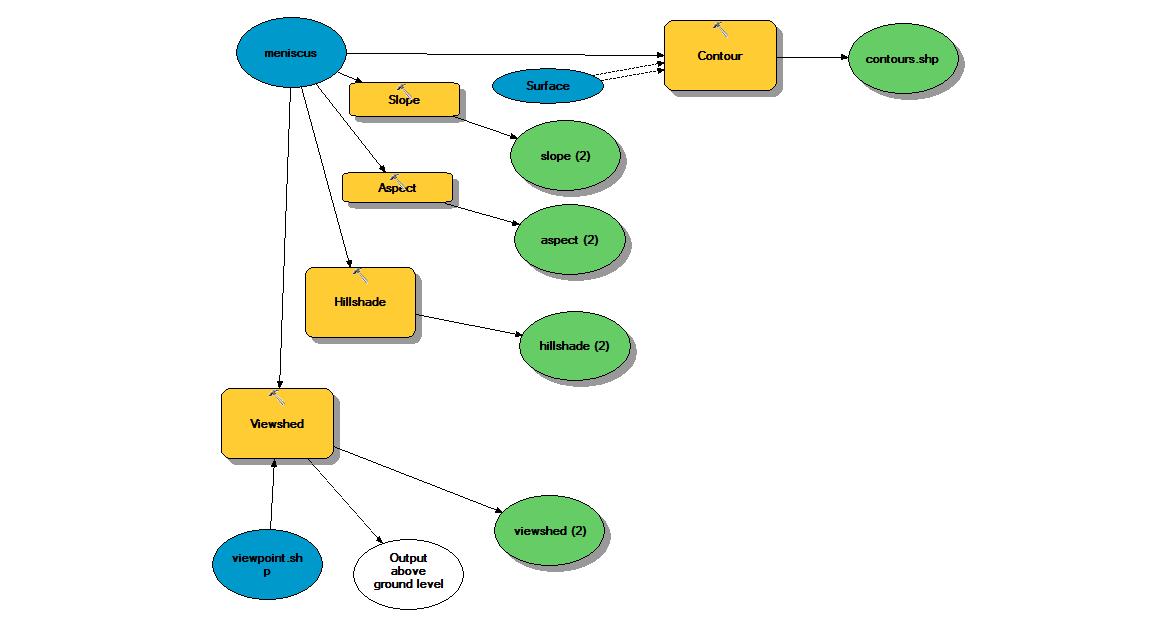 meniscus
Contour
contours.shp
Surface
Slope
slope (2)
Aspect
aspect (2)
Hillshade
hillshade (2)
Viewshed
viewshed (2)
viewpoint.sh
p
Output
above
ground level